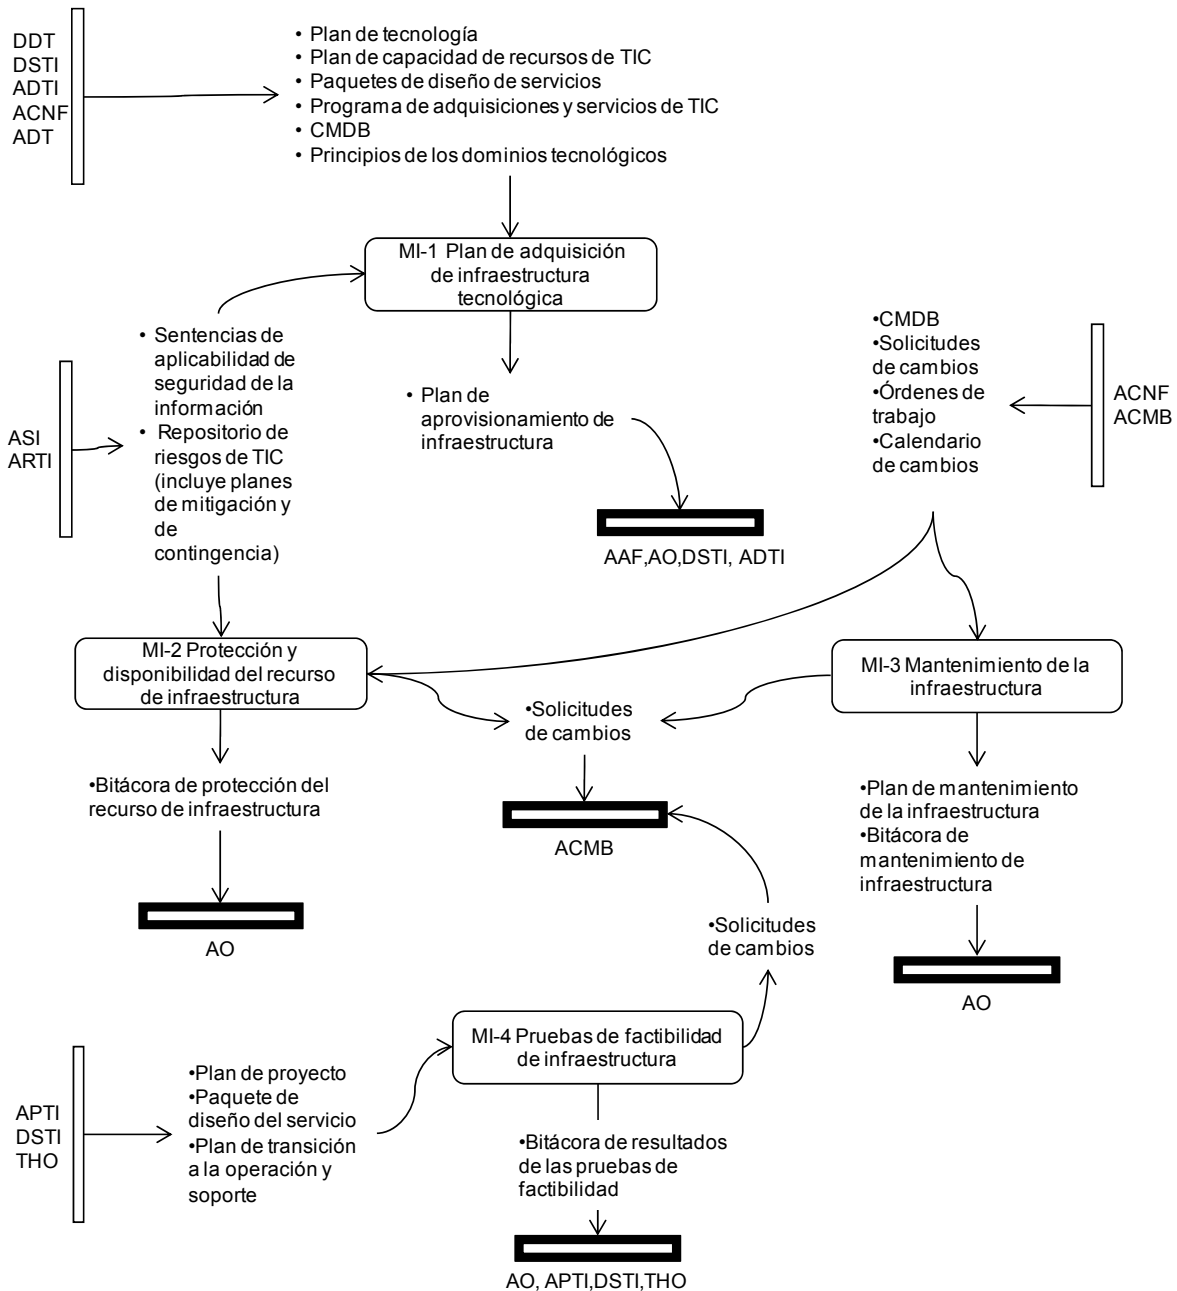 DDT
DSTI
ADTI
ACNF
ADT
• Plan de tecnología
• Plan de capacidad de recursos de TIC
• Paquetes de diseño de servicios
• Programa de adquisiciones y servicios de TIC
• CMDB
• Principios de los dominios tecnológicos
MI-1 Plan de adquisición
de infraestructura
tecnológica
• Sentencias de
aplicabilidad de
seguridad de la
información
• Repositorio de
riesgos de TIC
(incluye planes
de mitigación y
de
contingencia)
ASI
ARTI
• Plan de
aprovisionamiento de
infraestructura
AAF,AO,DSTI, ADTI
•CMDB
•Solicitudes
de cambios
•Órdenes de
trabajo
•Calendario
de cambios
ACNF
ACMB
MI-2 Protección y
disponibilidad del recurso
de infraestructura
MI-3 Mantenimiento de la
infraestructura
•Solicitudes
de cambios
ACMB
•Bitácora de protección del
recurso de infraestructura
AO
•Plan de mantenimiento
de la infraestructura
•Bitácora de
mantenimiento de
infraestructura
AO
•Solicitudes
de cambios
MI-4 Pruebas de factibilidad
de infraestructura
APTI
DSTI
THO
•Plan de proyecto
•Paquete de
diseño del servicio
•Plan de transición
a la operación y
soporte
•Bitácora de resultados
de las pruebas de
factibilidad
AO, APTI,DSTI,THO